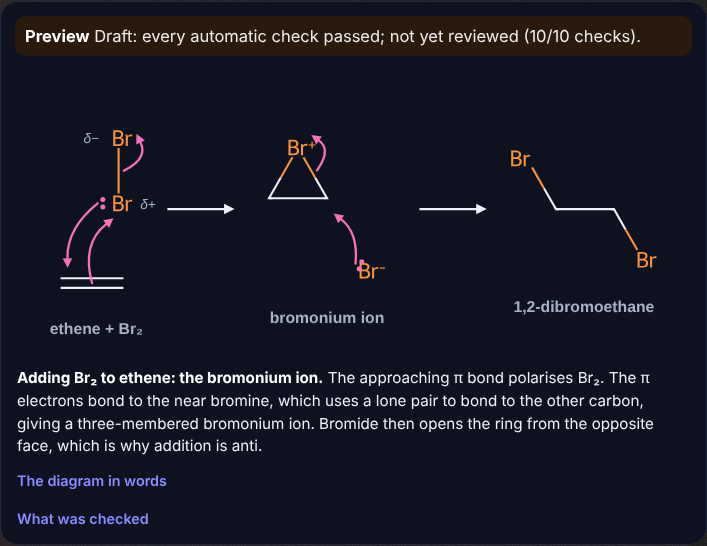 Preview Draft: every automatic check passed; not yet reviewed (10/10 checks).
δ− Br
Br δ+
Br⁺
Br⁻
Br
Br
ethene + Br₂
bromonium ion
1,2-dibromoethane
Adding Br₂ to ethene: the bromonium ion. The approaching π bond polarises Br₂. The π
electrons bond to the near bromine, which uses a lone pair to bond to the other carbon,
giving a three-membered bromonium ion. Bromide then opens the ring from the opposite
face, which is why addition is anti.
The diagram in words
What was checked